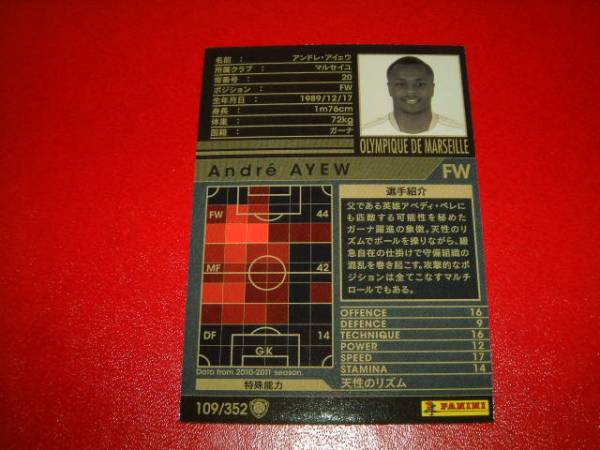 名前： アンドレ・アイェウ
所属クラブ： マルセイユ
背番号： 20
ポジション： FW
生年月日： 1989/12/17
身長： 1m76cm
体重： 72kg
国籍： ガーナ
OLYMPIQUE DE MARSEILLE
André AYEW FW
FW 44
MF 42
DF 14
GK
Data from 2010-2011 season.
特殊能力
109/352
選手紹介
父である英雄アベディ・ペレに
も匹敵する可能性を秘めた
ガーナ躍進の象徴。天性のリ
ズムでボールを操りながら、緩
急自在の仕掛けで守備組織の
混乱を巻き起こす。攻撃的なポ
ジションは全てこなすマルチ
ロールでもある。
OFFENCE 16
DEFENCE 9
TECHNIQUE 16
POWER 12
SPEED 17
STAMINA 14
天性のリズム
PANINI